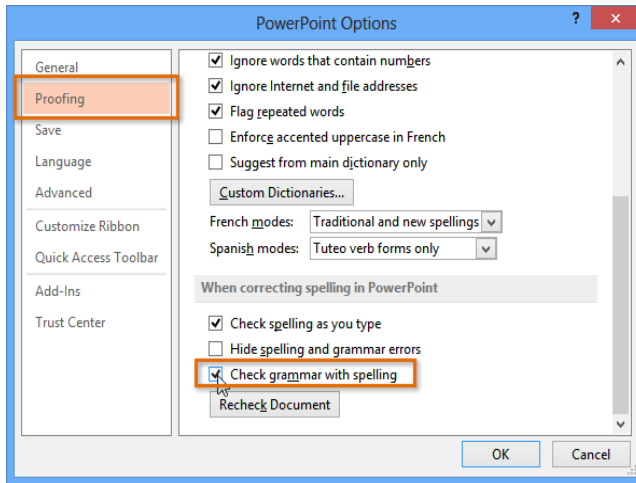 PowerPoint Options
?
×
General
Proofing
Save
Language
Advanced
Customize Ribbon
Quick Access Toolbar
Add-Ins
Trust Center
Ignore words that contain numbers
Ignore Internet and file addresses
Flag repeated words
Enforce accented uppercase in French
Suggest from main dictionary only
Custom Dictionaries...
French modes: Traditional and new spellings
Spanish modes: Tuteo verb forms only
When correcting spelling in PowerPoint
Check spelling as you type
Hide spelling and grammar errors
Check grammar with spelling
Recheck Document
OK Cancel